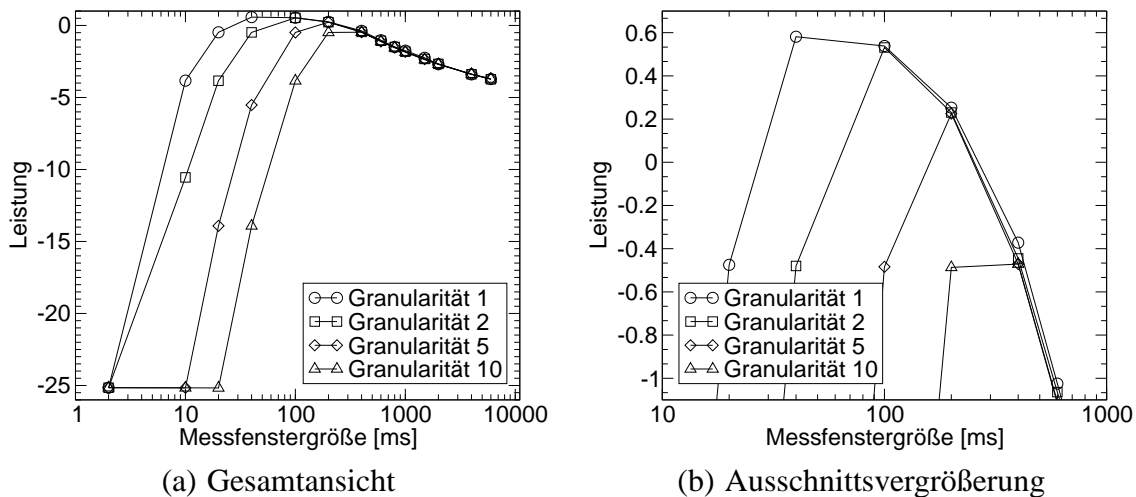 0
-5
-10
-15
-20
-25
Leistung
1 10 100 1000 10000
Messfenstergröße [ms]
Granularität 1
Granularität 2
Granularität 5
Granularität 10
(a) Gesamtansicht
0.6
0.4
0.2
0
-0.2
-0.4
-0.6
-0.8
-1
Leistung
10 100 1000
Messfenstergröße [ms]
Granularität 1
Granularität 2
Granularität 5
Granularität 10
(b) Ausschnittsvergrößerung